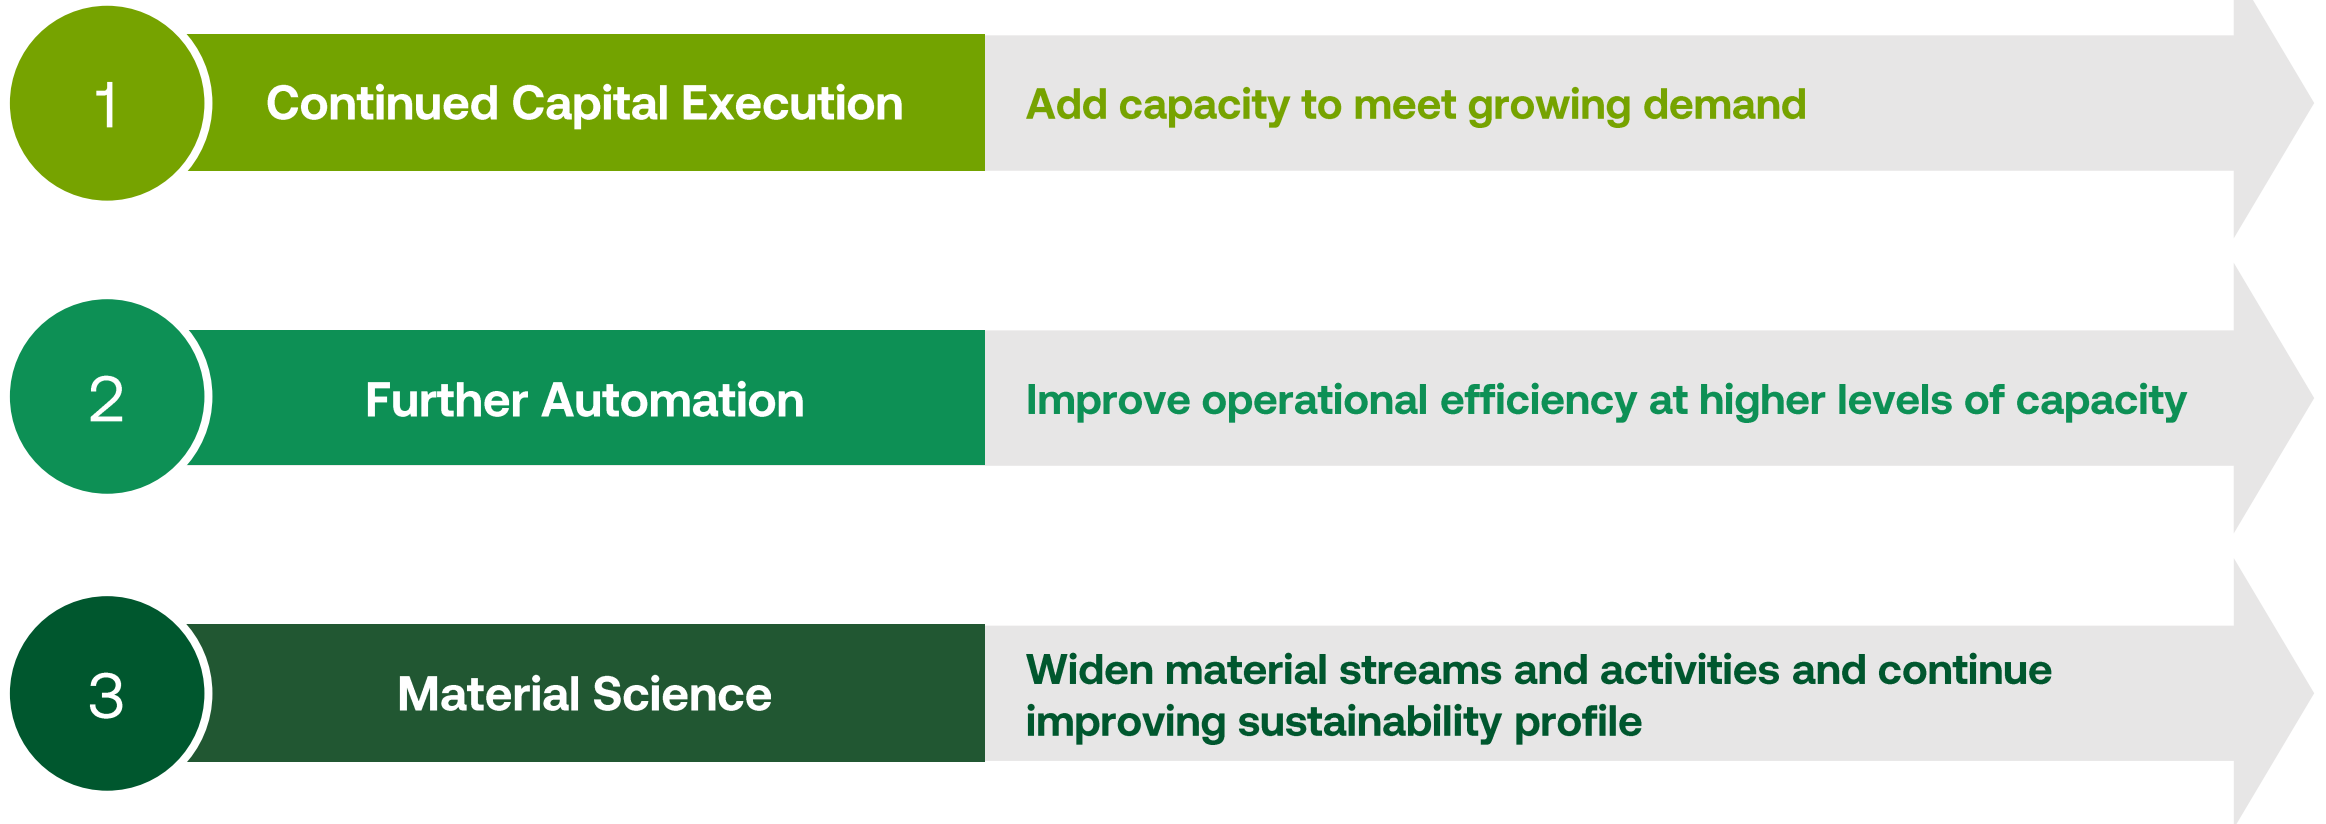 1
Continued Capital Execution
Add capacity to meet growing demand
2
Further Automation
Improve operational efficiency at higher levels of capacity
3
Material Science
Widen material streams and activities and continue
improving sustainability profile